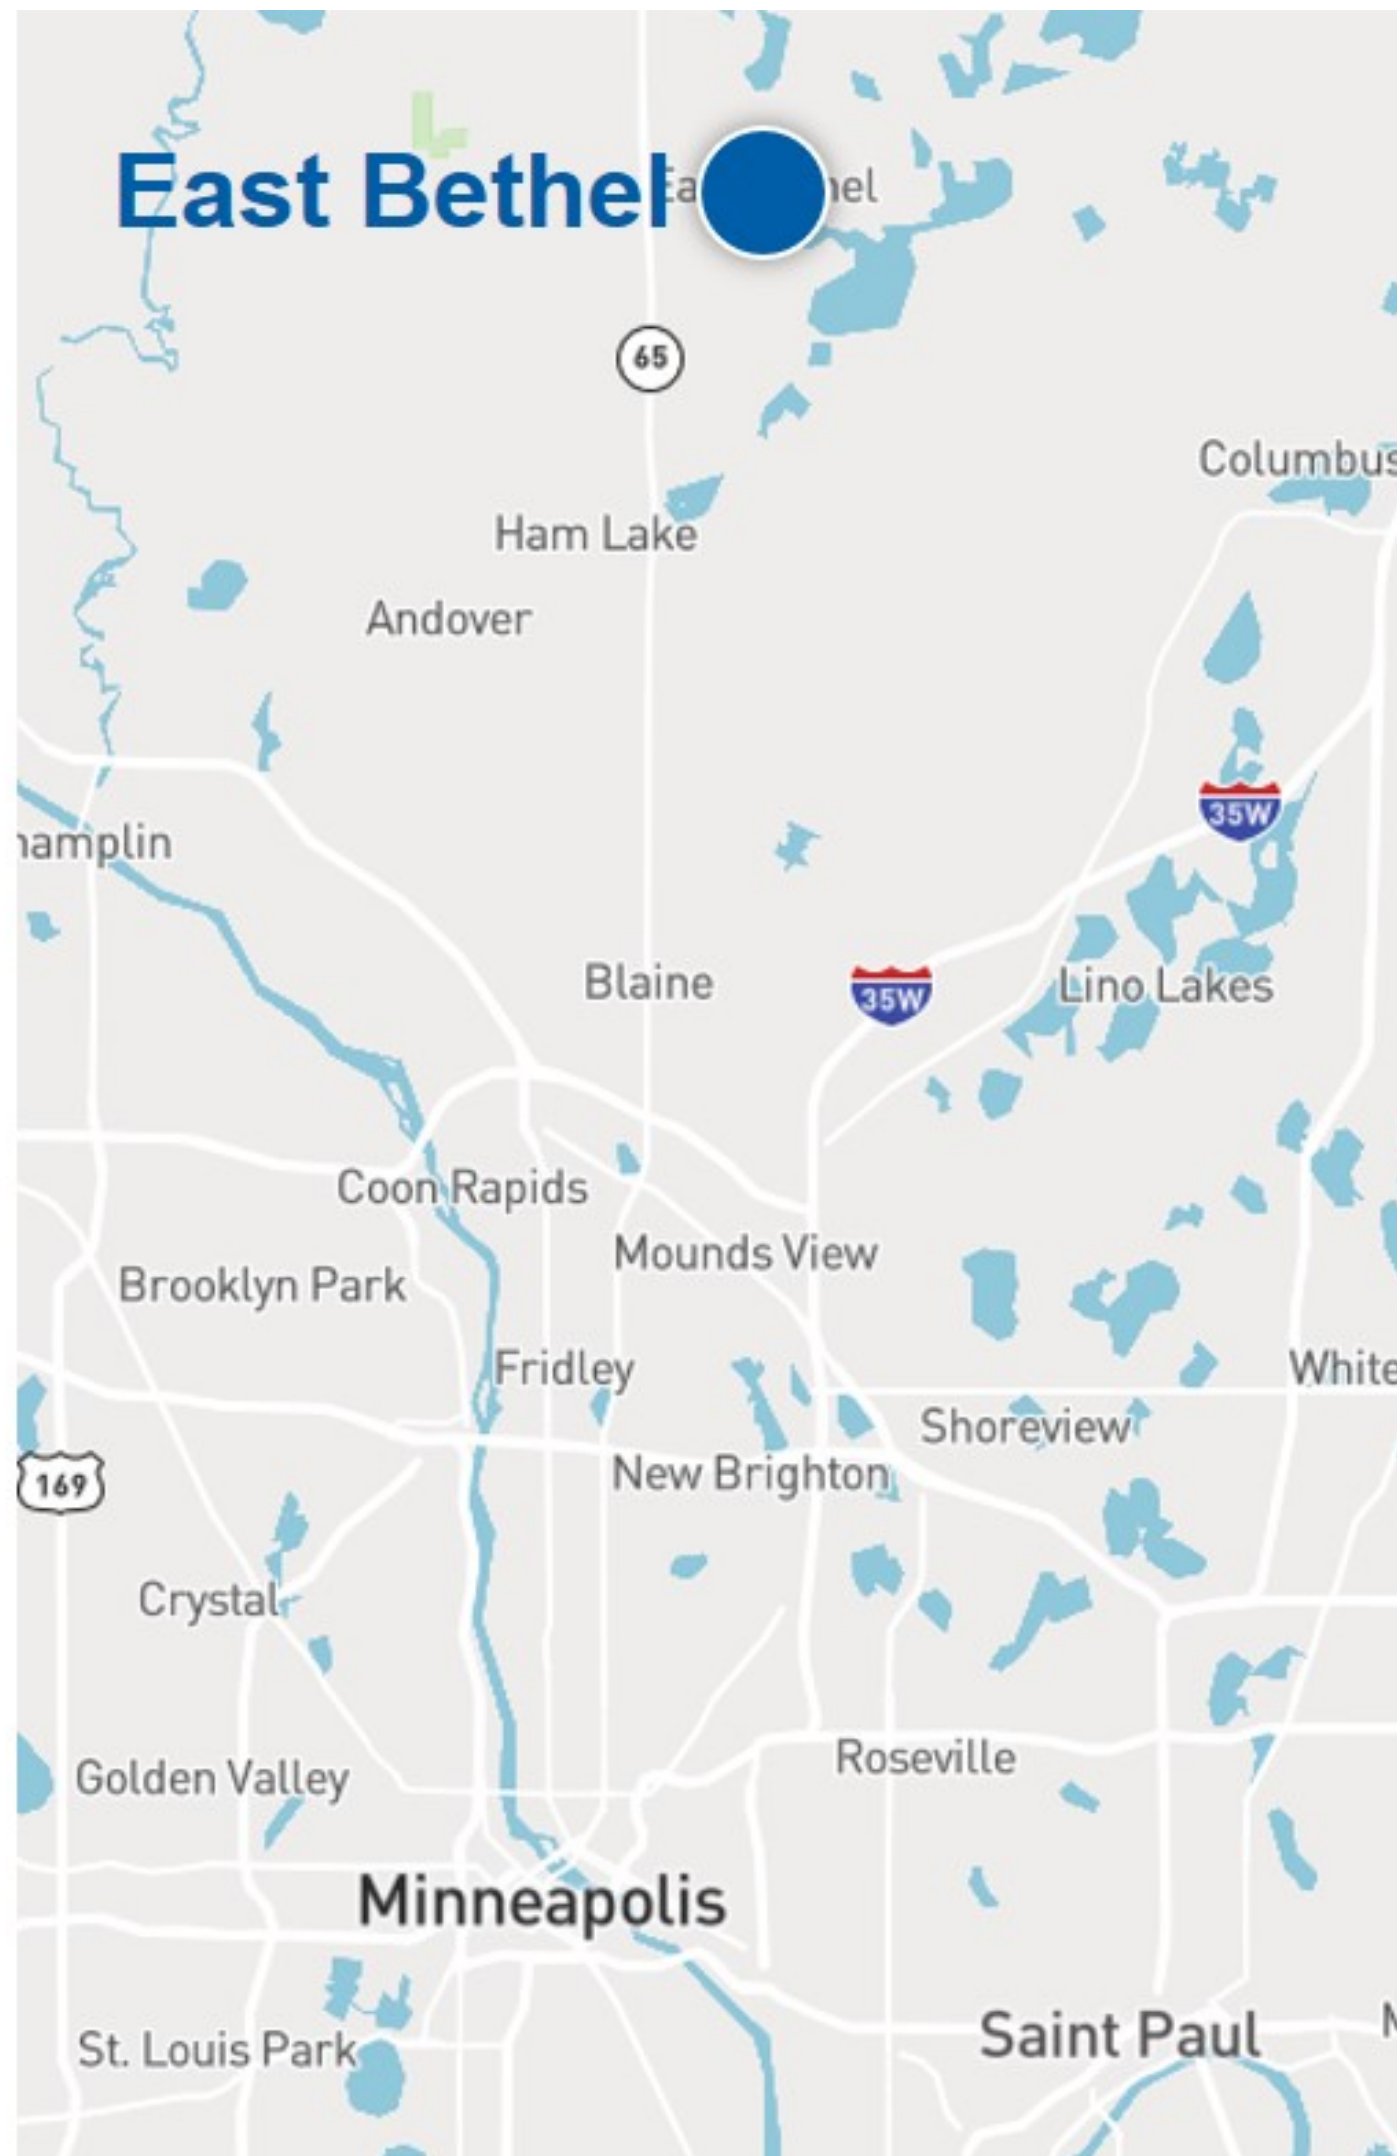 East Bethel
65
Columbus
Ham Lake
Andover
35W
hamplin
Blaine
35W
Lino Lakes
Coon Rapids
Mounds View
Brooklyn Park
Fridley
White
Shoreview
New Brighton
169
Crystal
Roseville
Golden Valley
Minneapolis
Saint Paul
St. Louis Park